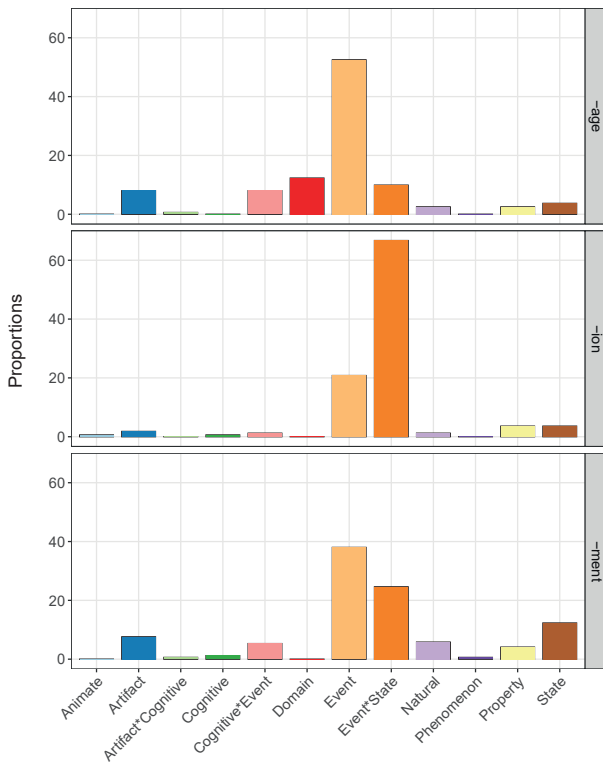 60
40
20
0
-age
60
40
20
0
-ion
60
40
20
0
-ment
Proportions
Animate
Artifact
Artifact*Cognitive
Cognitive
Cognitive*Event
Domain
Event
Event*State
Natural
Phenomenon
Property
State